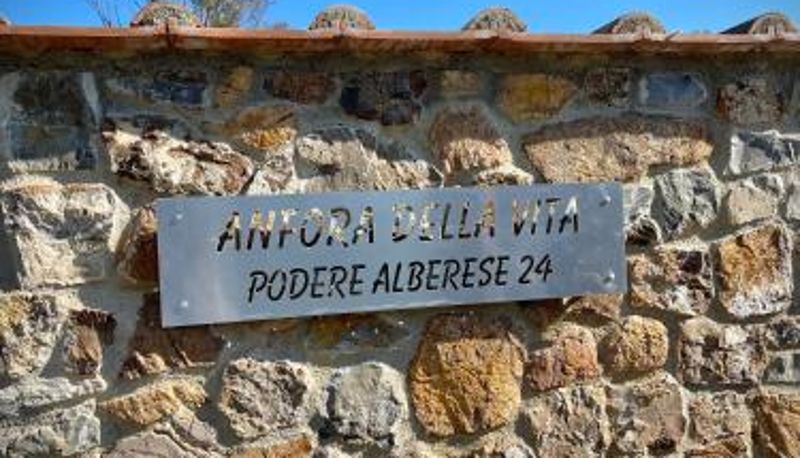 ANFORA DELLA VITA
PODERE ALBERESE 24